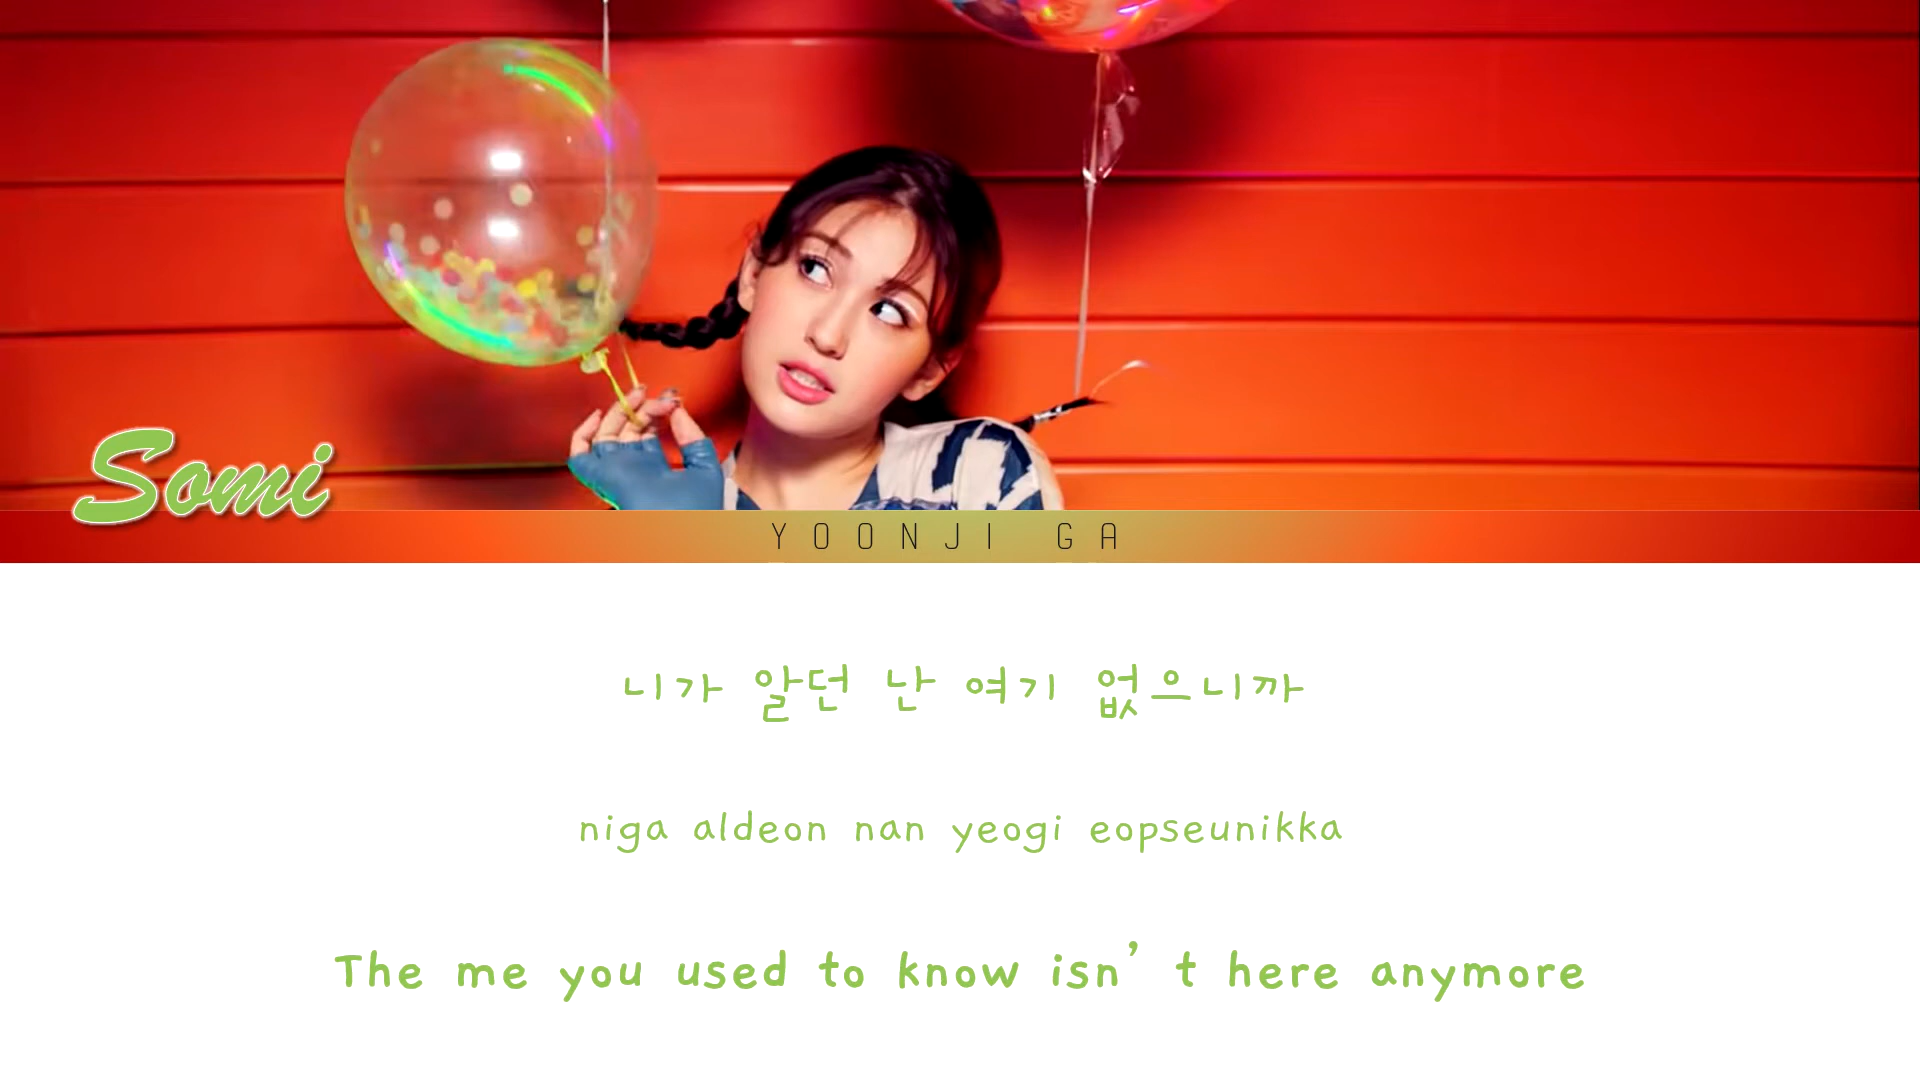 Somi
YOONJI GA
니가 알던 난 여기 없으니까
niga aldeon nan yeogi eopseunikka
The me you used to know isn’t here anymore